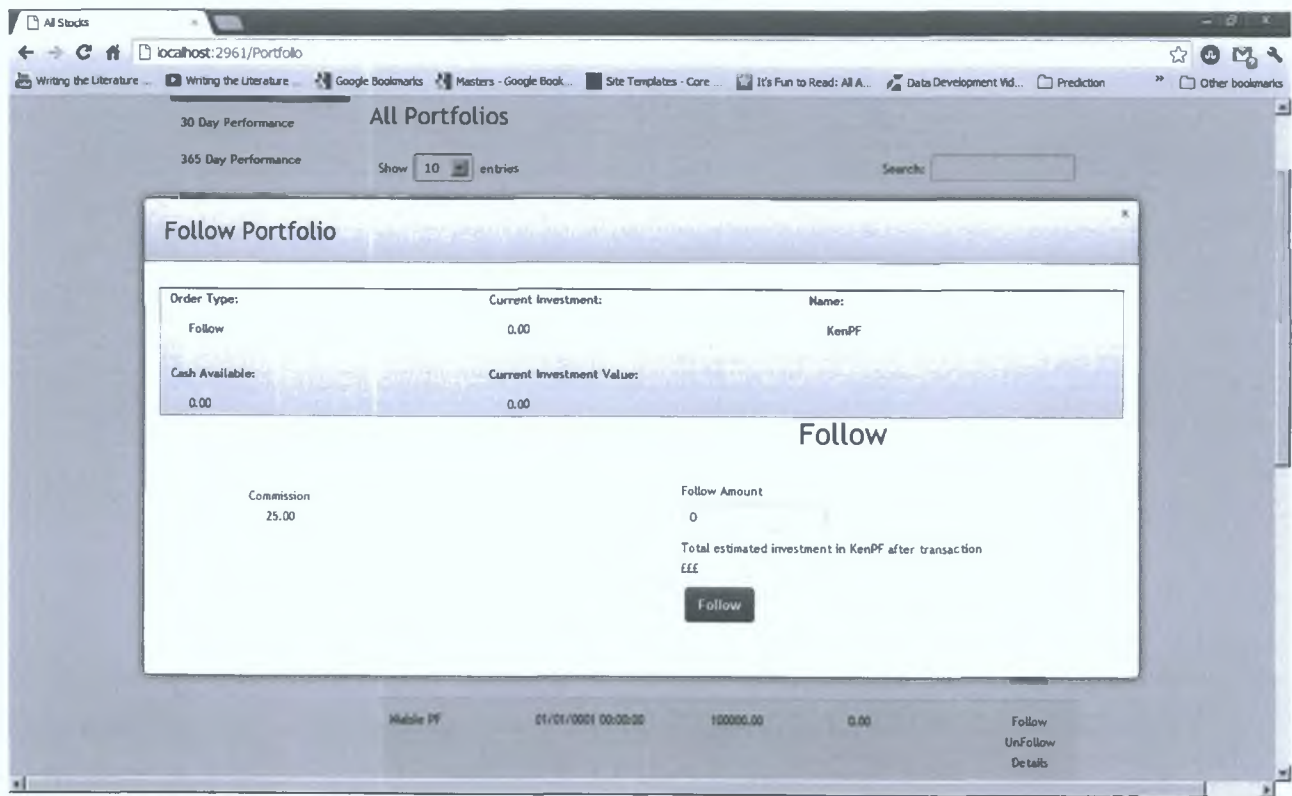 All Stocks
localhost:2961/Portfolio
Writing the Literature ... Writing the Literature ... Google Bookmarks Masters - Google Book... Site Templates - Core ... It's Fun to Read: All A... Data Development Vid... Prediction » Other bookmarks
30 Day Performance
All Portfolios
365 Day Performance
Show 10 entries Search:
Follow Portfolio x
Order Type: Current Investment: Name:
Follow 0.00 KenPF
Cash Available: Current Investment Value:
0.00 0.00
Follow
Commission
25.00
Follow Amount
0
Total estimated investment in KenPF after transaction
£££
Follow
PF 01/01/0001 00:00:00 100000.00 0.00 Follow
UnFollow
Details